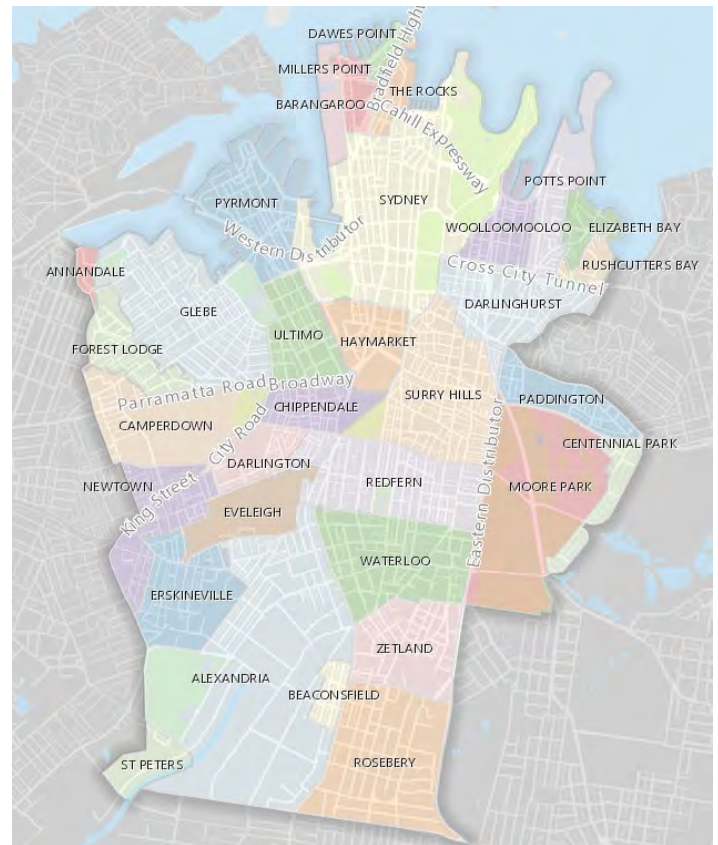 DAWES POINT
Bradfield Highw
MILLERS POINT
THE ROCKS
BARANGAROO
Cahill Expressway
POTTS POINT
SYDNEY
PYRMONT
WOOLLOOMOOLOO
ELIZABETH BAY
Western Distributor
RUSHCUTTERS BAY
ANNANDALE
Cross City Tunnel
DARLINGHURST
GLEBE
ULTIMO
HAYMARKET
FOREST LODGE
Parramatta Road
Broadway
SURRY HILLS
PADDINGTON
CHIPPENDALE
CAMPERDOWN
City Road
CENTENNIAL PARK
DARLINGTON
REDFERN
NEWTOWN
MOORE PARK
King Street
EVELEIGH
Eastern Distributor
WATERLOO
ERSKINEVILLE
ZETLAND
ALEXANDRIA
BEACONSFIELD
ST PETERS
ROSEBERY